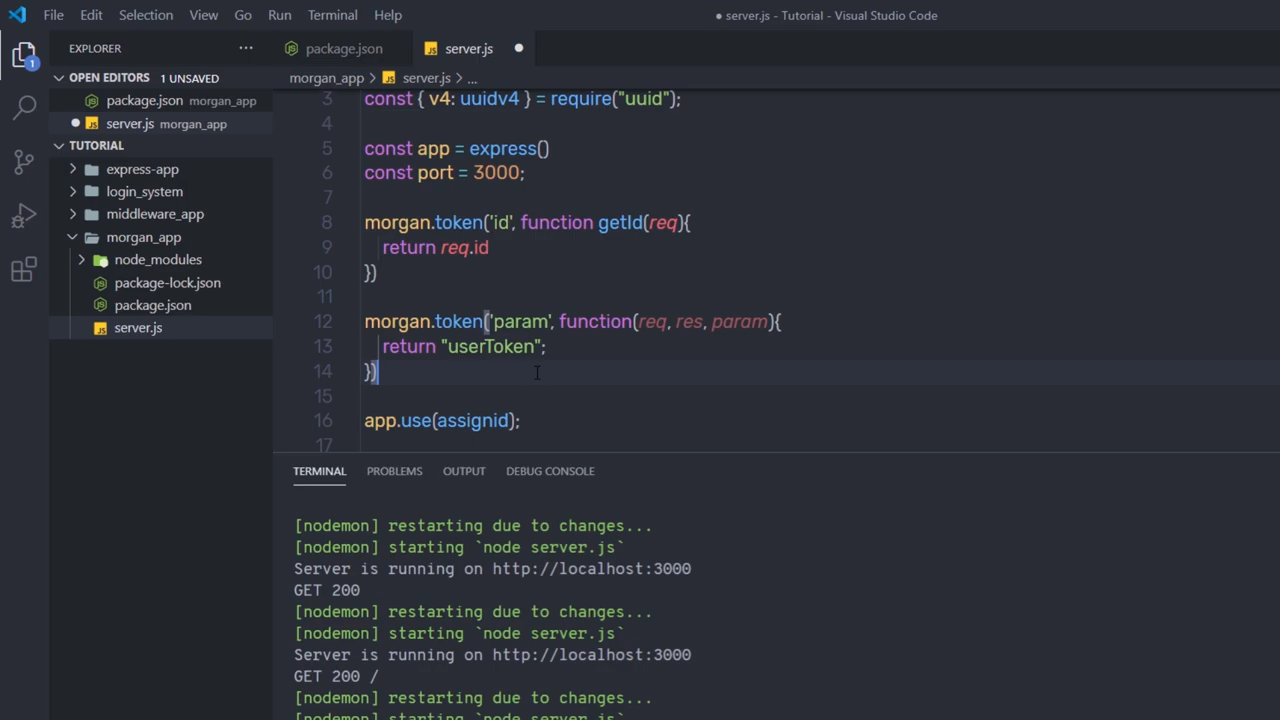 File Edit Selection View Go Run Terminal Help
● server.js - Tutorial - Visual Studio Code
EXPLORER ···
1
package.json
server.js ●
OPEN EDITORS 1 UNSAVED
package.json morgan_app
● server.js morgan_app
TUTORIAL
express-app
login_system
middleware_app
morgan_app
node_modules
package-lock.json
package.json
server.js
morgan_app > server.js > ...
3 const { v4: uuidv4 } = require("uuid");
4
5 const app = express()
6 const port = 3000;
7
8 morgan.token('id', function getId(req){
9 return req.id
10 })
11
12 morgan.token('param', function(req, res, param){
13 return "userToken";
14 })
15
16 app.use(assignid);
17
TERMINAL PROBLEMS OUTPUT DEBUG CONSOLE
[nodemon] restarting due to changes...
[nodemon] starting `node server.js`
Server is running on http://localhost:3000
GET 200
[nodemon] restarting due to changes...
[nodemon] starting `node server.js`
Server is running on http://localhost:3000
GET 200 /
[nodemon] restarting due to changes...
[nodemon] starting `node server.js`